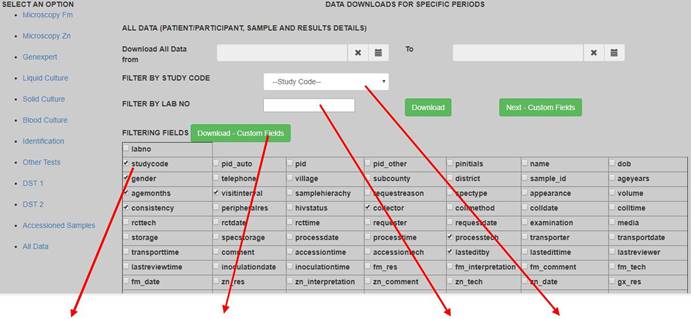 SELECT AN OPTION
DATA DOWNLOADS FOR SPECIFIC PERIODS
Microscopy Fm
Microscopy Zn
Genexpert
Liquid Culture
Solid Culture
Blood Culture
Identification
Other Tests
DST 1
DST 2
Accessioned Samples
All Data
ALL DATA (PATIENT/PARTICIPANT, SAMPLE AND RESULTS DETAILS)
Download All Data from
To
FILTER BY STUDY CODE
--Study Code--
FILTER BY LAB NO
Download
Next - Custom Fields
FILTERING FIELDS
Download - Custom Fields
labno
studycode pid_auto pid pid_other pinitials name dob
gender telephone village subcounty district sample_id ageyears
agemonths visitinterval samplehierachy requestreason spectype appearance volume
consistency peripheraires hivstatus collector collmethod colldate colltime
rcttech rctdate rcttime requester requestdate examination media
storage specstorage processdate processtime processtech transporter transportdate
transporttime comment accessiontime accessiontech lasteditby lastedittime lastreviewer
lastreviewtime inoculationdate inoculationtime fm_res fm_interpretation fm_comment fm_tech
fm_date zn_res zn_interpretation zn_comment zn_tech zn_date gx_res